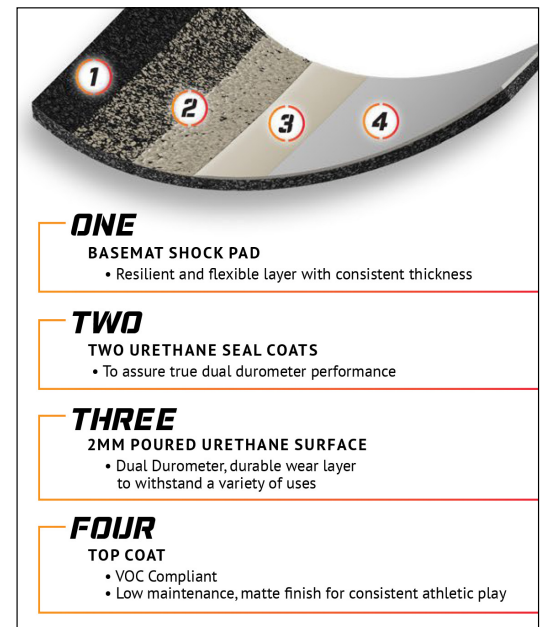 1
2
3
4
ONE
BASEMAT SHOCK PAD
• Resilient and flexible layer with consistent thickness
TWO
TWO URETHANE SEAL COATS
• To assure true dual durometer performance
THREE
2MM POURED URETHANE SURFACE
• Dual Durometer, durable wear layer
to withstand a variety of uses
FOUR
TOP COAT
• VOC Compliant
• Low maintenance, matte finish for consistent athletic play